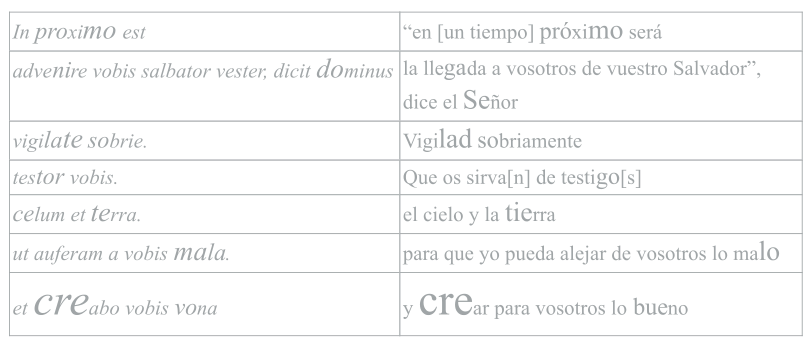 In proximo est
“en [un tiempo] próximo será
advenire vobis salbator vester, dicit dominus
la llegada a vosotros de vuestro Salvador”,
dice el Señor
vigilate sobrie.
Vigilad sobriamente
testor vobis.
Que os sirva[n] de testigo[s]
celum et terra.
el cielo y la tierra
ut auferam a vobis mala.
para que yo pueda alejar de vosotros lo malo
et creabo vobis vona
y crear para vosotros lo bueno